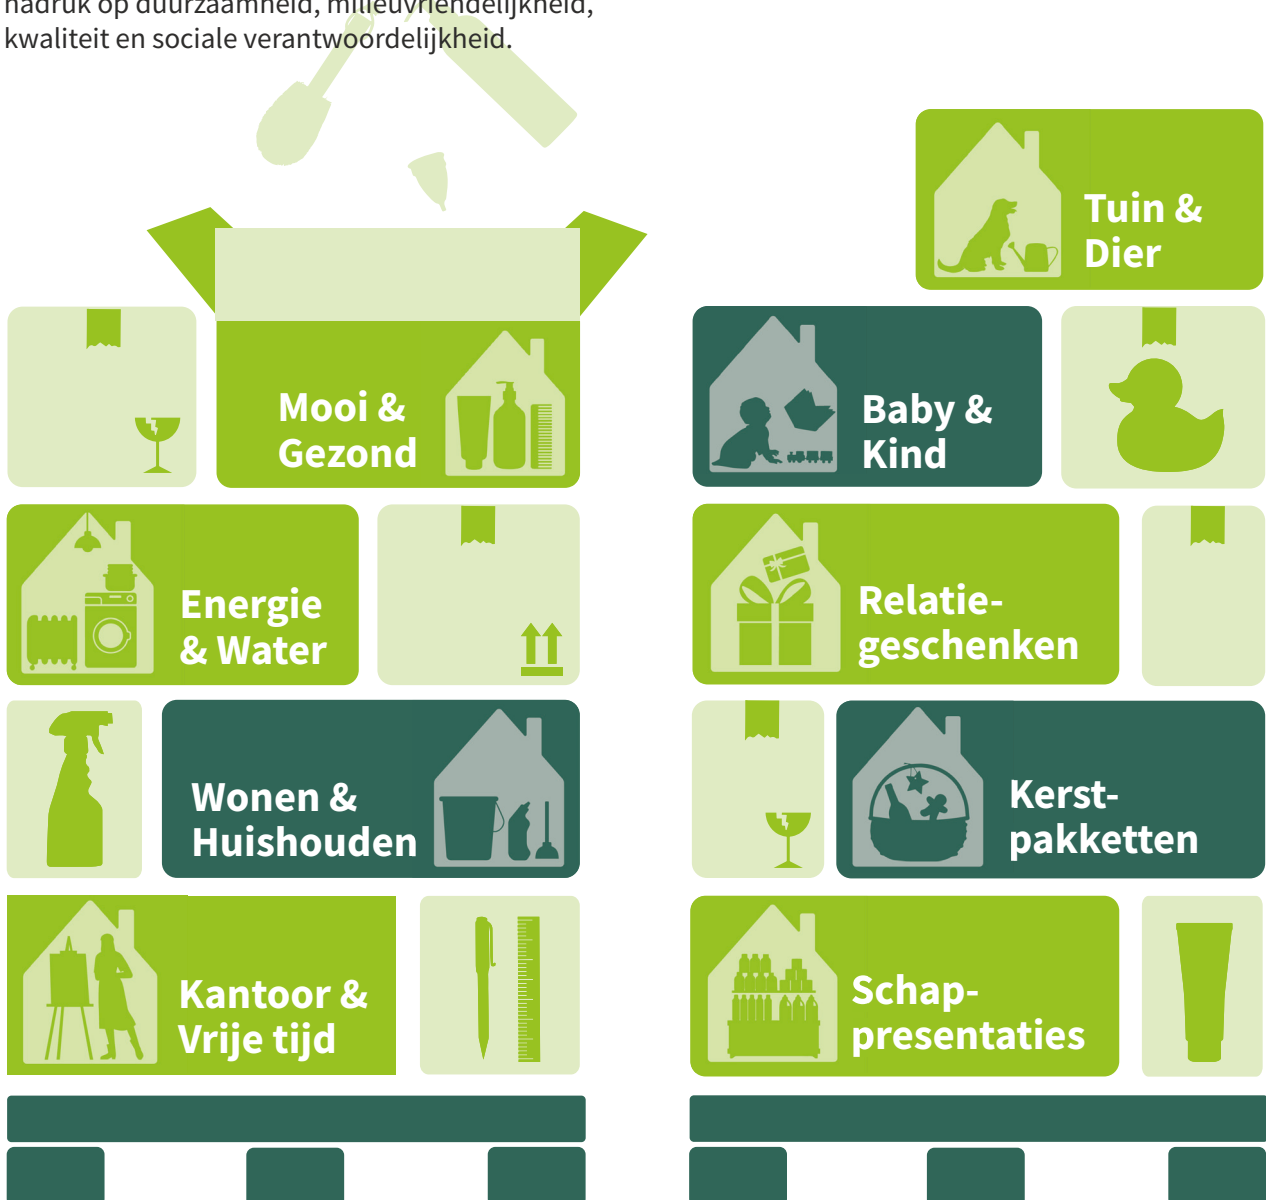 nadruk op duurzaamheid, milieuvriendelijkheid,
kwaliteit en sociale verantwoordelijkheid.
Mooi &
Gezond
Energie
& Water
Wonen &
Huishouden
Kantoor &
Vrije tijd
Tuin &
Dier
Baby &
Kind
Relatie-
geschenken
Kerst-
pakketten
Schap-
presentaties